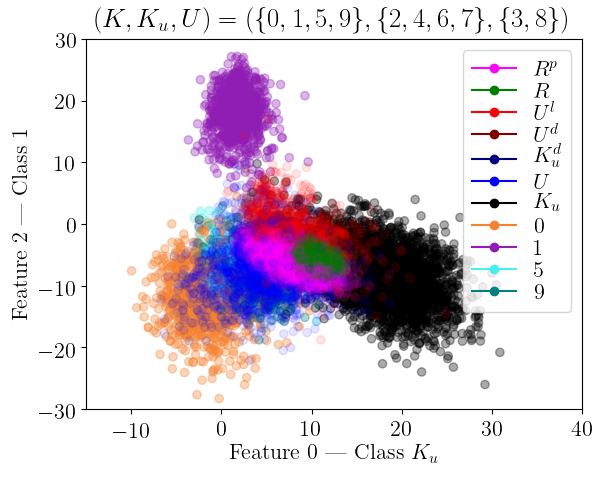 (K, K_u, U) = ({0, 1, 5, 9}, {2, 4, 6, 7}, {3, 8})
30
20
10
0
−10
−20
−30
Feature 2 — Class 1
R^p
R
U^l
U^d
K_u^d
U
K_u
0
1
5
9
−10 0 10 20 30 40
Feature 0 — Class K_u